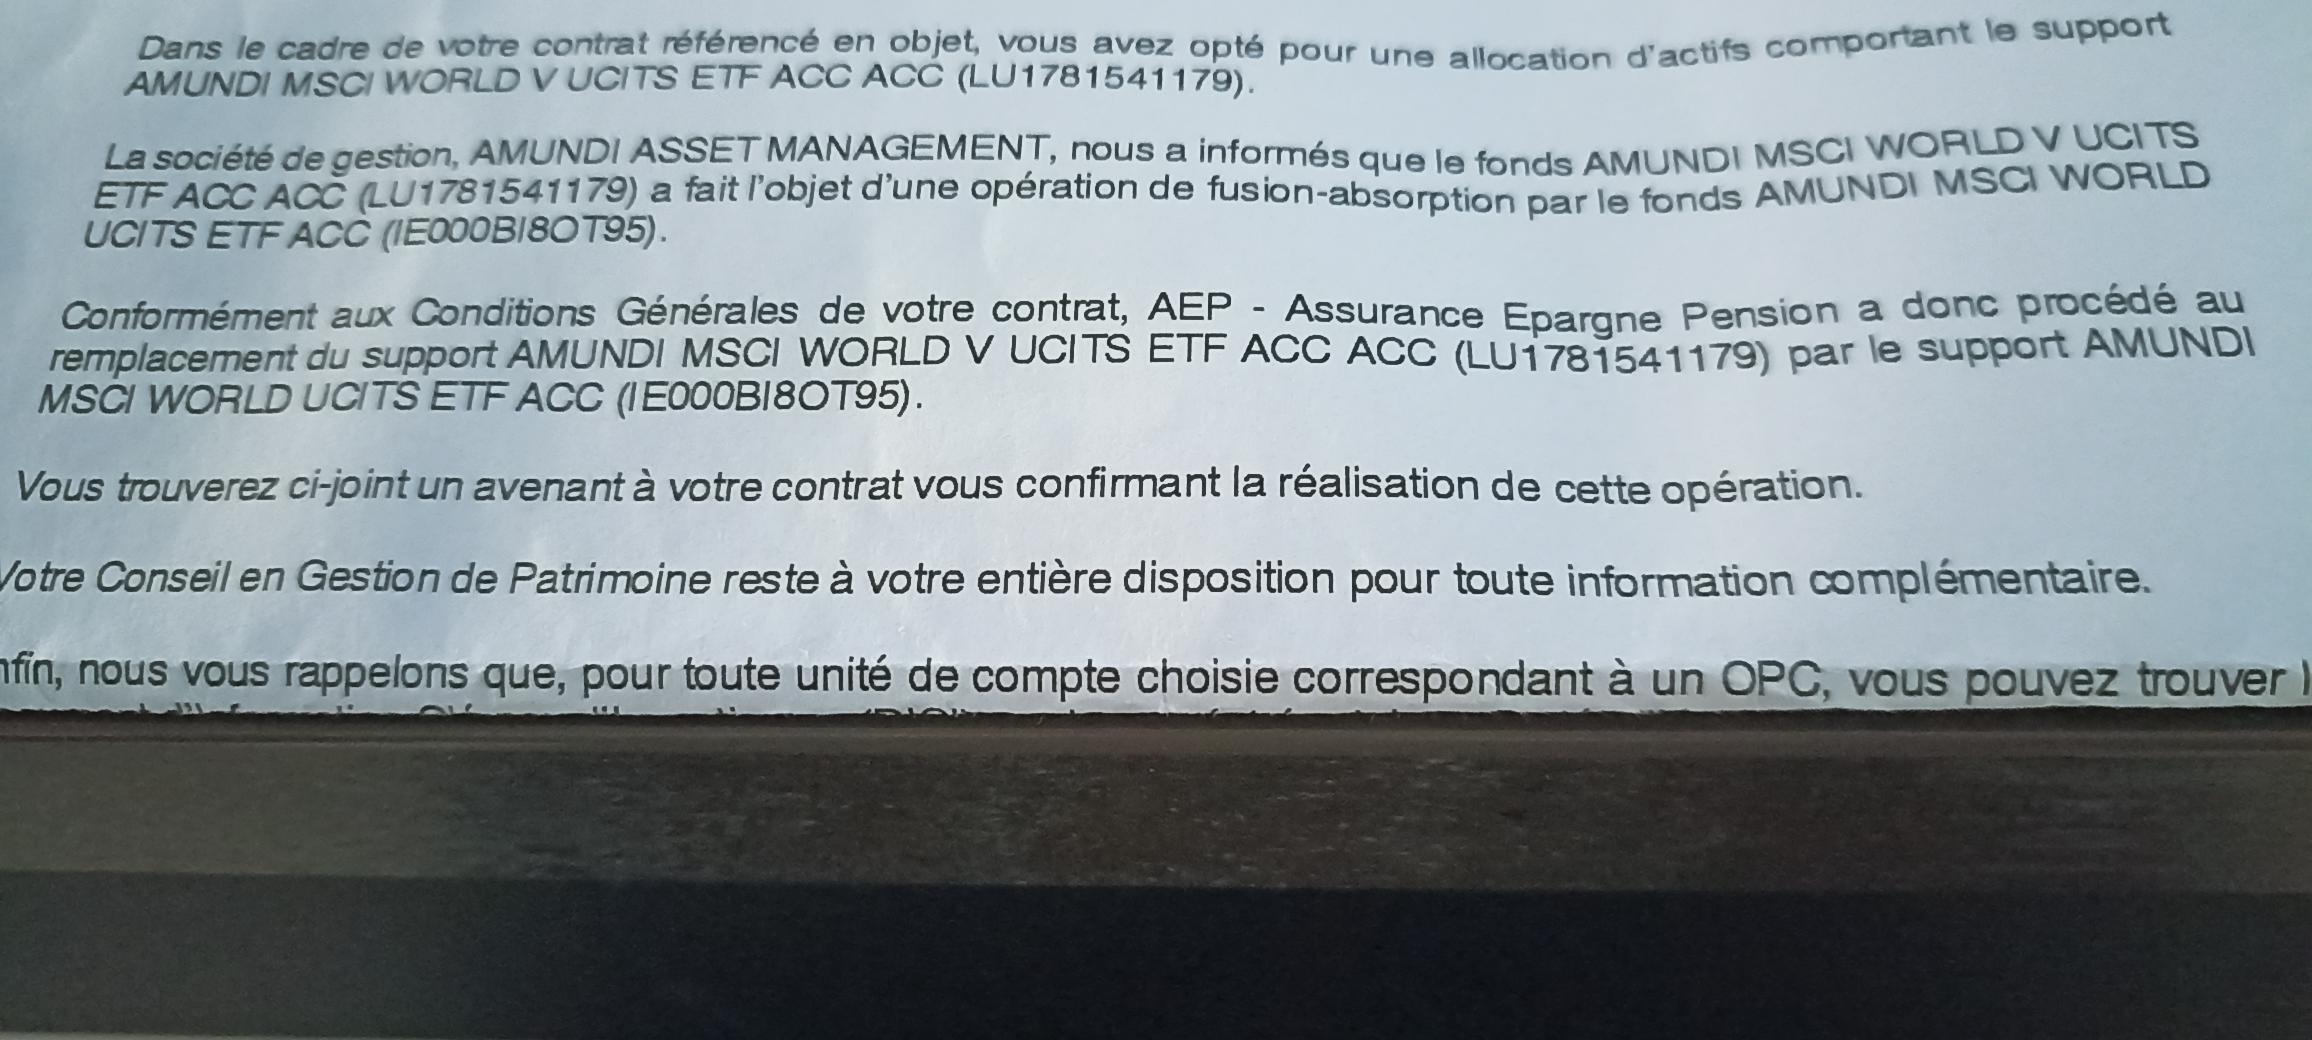 Dans le cadre de votre contrat référencé en objet, vous avez opté pour une allocation d'actifs comportant le support
AMUNDI MSCI WORLD V UCITS ETF ACC ACC (LU1781541179).
La société de gestion, AMUNDI ASSET MANAGEMENT, nous a informés que le fonds AMUNDI MSCI WORLD V UCITS
ETF ACC ACC (LU1781541179) a fait l'objet d'une opération de fusion-absorption par le fonds AMUNDI MSCI WORLD
UCITS ETF ACC (IE000BI8OT95).
Conformément aux Conditions Générales de votre contrat, AEP - Assurance Epargne Pension a donc procédé au
remplacement du support AMUNDI MSCI WORLD V UCITS ETF ACC ACC (LU1781541179) par le support AMUNDI
MSCI WORLD UCITS ETF ACC (IE000BI8OT95).
Vous trouverez ci-joint un avenant à votre contrat vous confirmant la réalisation de cette opération.
Votre Conseil en Gestion de Patrimoine reste à votre entière disposition pour toute information complémentaire.
nfin, nous vous rappelons que, pour toute unité de compte choisie correspondant à un OPC, vous pouvez trouver l